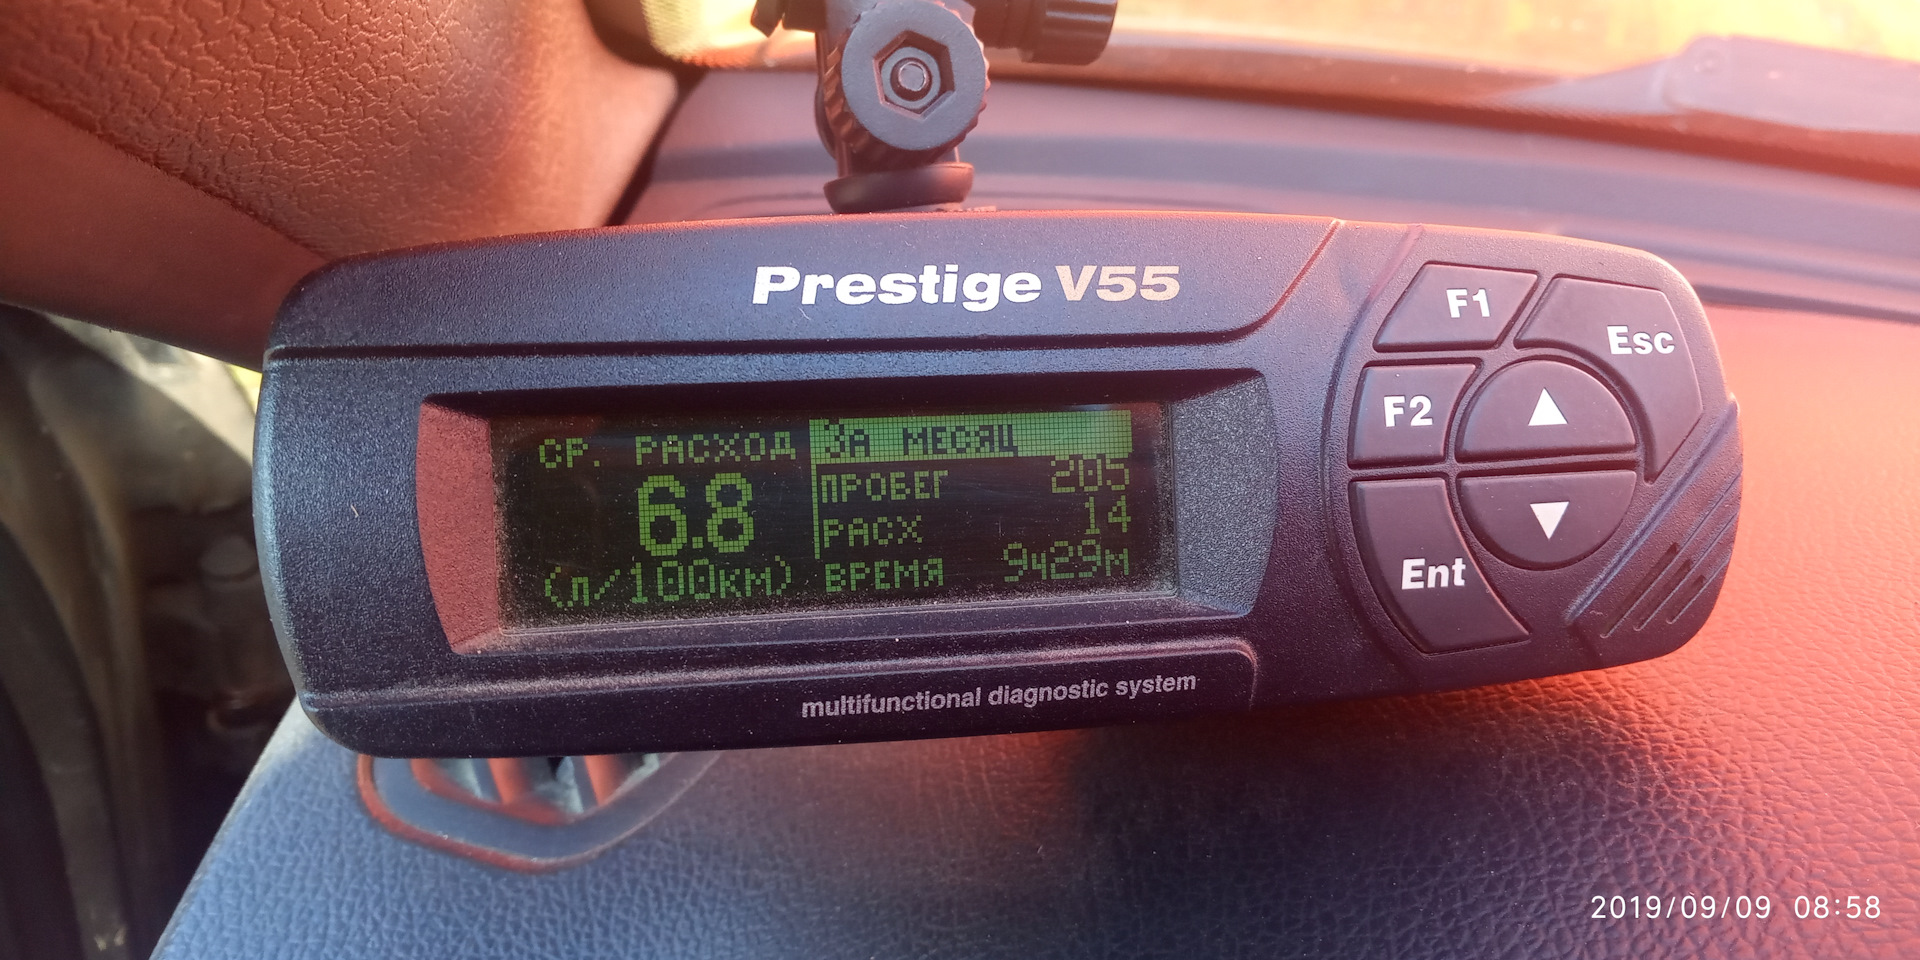 Prestige V55
СР. РАСХОД
6.8
(л/100км)
ЗА МЕСЯЦ
ПРОБЕГ 205
РАСХ 14
ВРЕМЯ 9ч29м
F1
Esc
F2
▲
▼
Ent
multifunctional diagnostic system
2019/09/09 08:58